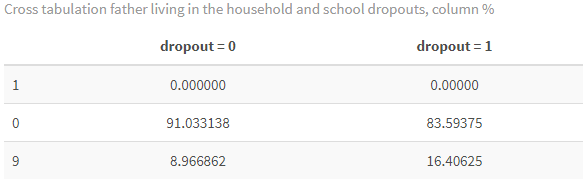 Cross tabulation father living in the household and school dropouts, column %
dropout = 0 dropout = 1
1 0.000000 0.00000
0 91.033138 83.59375
9 8.966862 16.40625